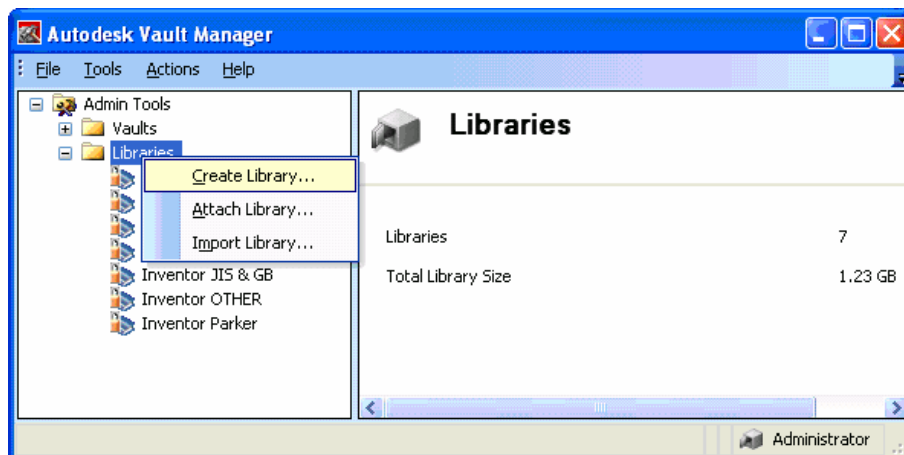 Autodesk Vault Manager
File Tools Actions Help
Admin Tools
Vaults
Libraries
Create Library...
Attach Library...
Import Library...
Inventor JIS & GB
Inventor OTHER
Inventor Parker
Libraries
Libraries 7
Total Library Size 1.23 GB
Administrator